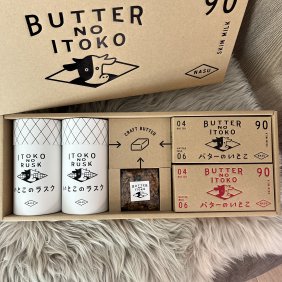 BUTTER
NO
ITOKO
NASU
90
SKIM MILK
ITOKO
NO
RUSK
いとこのラスク
ITOKO
NO
RUSK
いとこのラスク
CRAFT BUTTER
BUTTER
NO
ITOKO
04
06
BUTTER
NO
ITOKO
90
バターのいとこ
04
06
BUTTER
NO
ITOKO
90
バターのいとこ